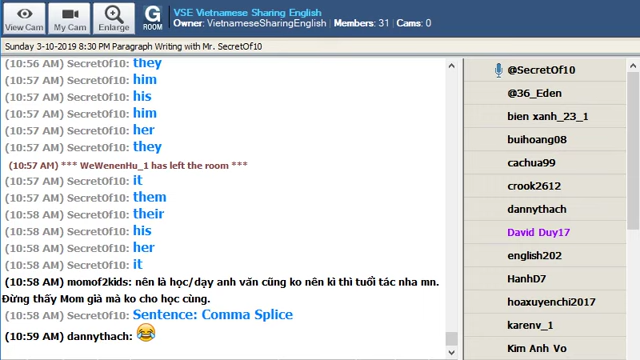 View Cam
My Cam
Enlarge
G
ROOM
VSE Vietnamese Sharing English
Owner: VietnameseSharingEnglish | Members: 31 | Cams: 0
Sunday 3-10-2019 8:30 PM Paragraph Writing with Mr. SecretOf10
(10:56 AM) SecretOf10: they
(10:56 AM) SecretOf10: him
(10:57 AM) SecretOf10: his
(10:57 AM) SecretOf10: him
(10:57 AM) SecretOf10: her
(10:57 AM) SecretOf10: they
(10:57 AM) *** WeWenenHu_1 has left the room ***
(10:57 AM) SecretOf10: it
(10:57 AM) SecretOf10: them
(10:58 AM) SecretOf10: their
(10:58 AM) SecretOf10: his
(10:58 AM) SecretOf10: her
(10:58 AM) SecretOf10: it
(10:58 AM) momof2kids: nên là học/dạy anh văn cũng ko nên kì thì tuổi tác nha mn.
Đừng thấy Mom già mà ko cho học cùng.
(10:58 AM) SecretOf10: Sentence: Comma Splice
(10:59 AM) dannythach:
@SecretOf10
@36_Eden
bien xanh_23_1
buihoang08
cachua99
crook2612
dannythach
David Duy17
english202
HanhD7
hoaxuyenchi2017
karenv_1
Kim Anh Vo